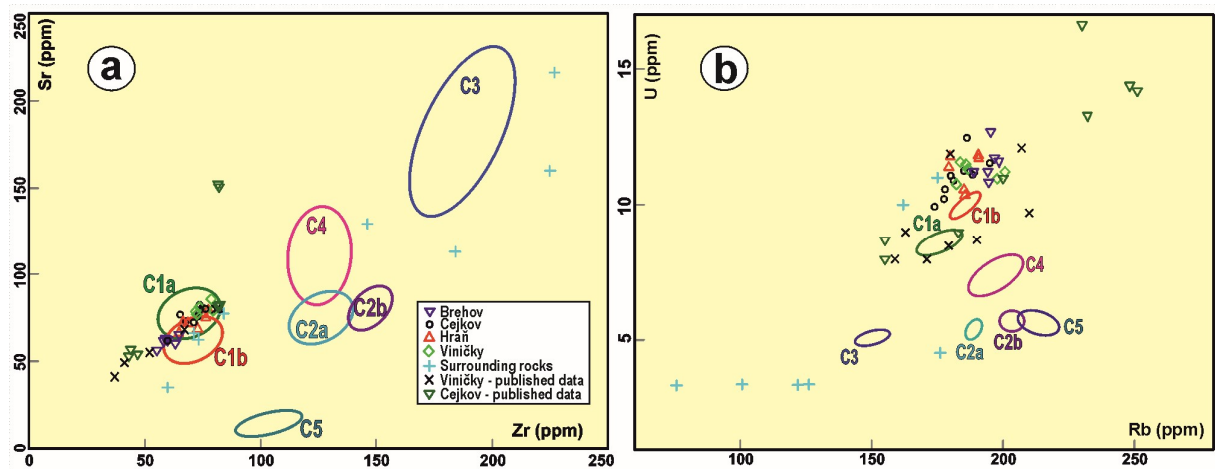 a
Sr (ppm)
250
200
150
100
50
0
C3
C4
C1a
C2b
C2a
C1b
C5
Brehov
Cejkov
Hráň
Viničky
Surrounding rocks
Viničky - published data
Cejkov - published data
Zr (ppm)
0
50
100
150
200
250
b
U (ppm)
15
10
5
C1b
C1a
C4
C3
C2a
C2b
C5
Rb (ppm)
100
150
200
250